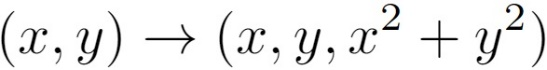 (x, y) → (x, y, x² + y²)